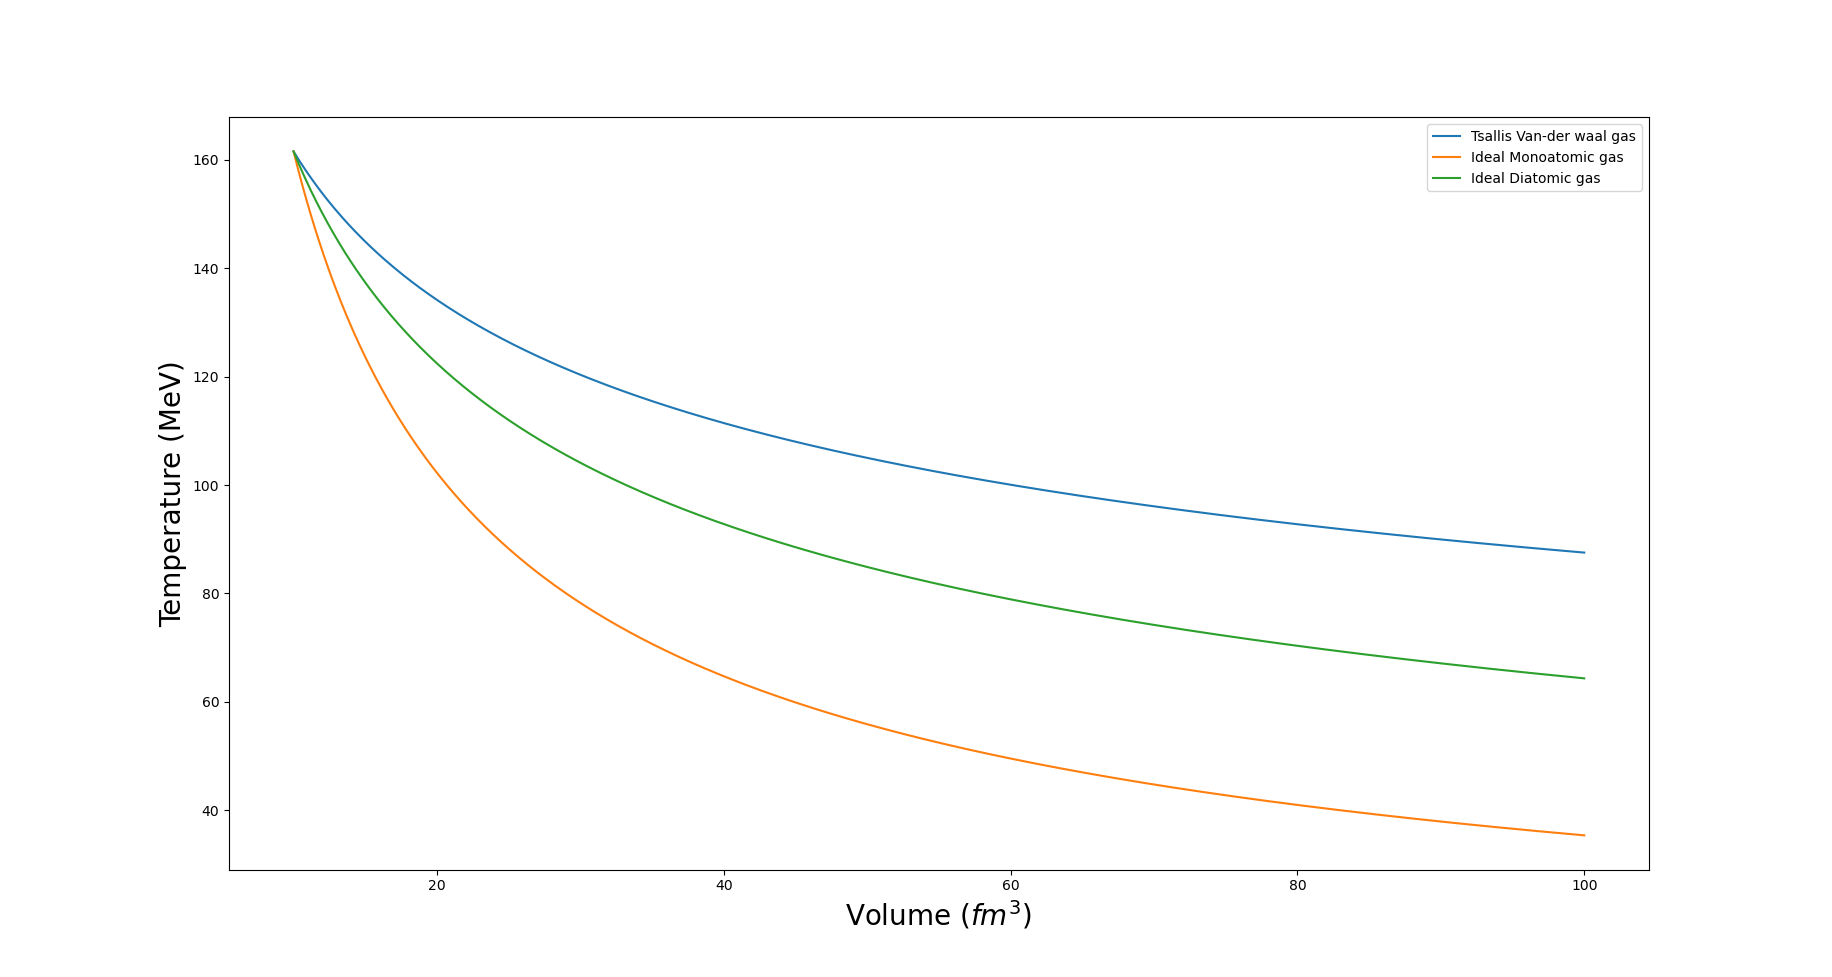 Tsallis Van-der waal gas
Ideal Monoatomic gas
Ideal Diatomic gas
160
140
120
100
80
60
40
Temperature (MeV)
20 40 60 80 100
Volume (fm³)